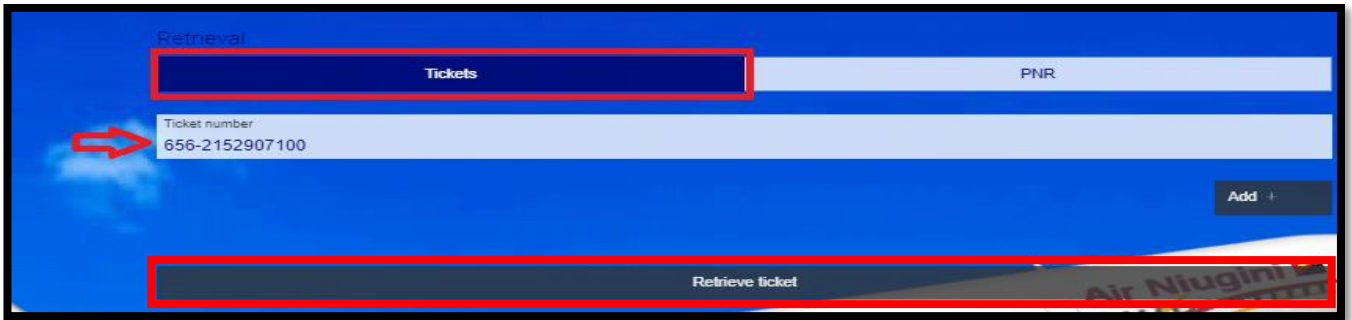 Retrieval
Tickets
PNR
Ticket number
656-2152907100
Add +
Retrieve ticket
Air Niugini